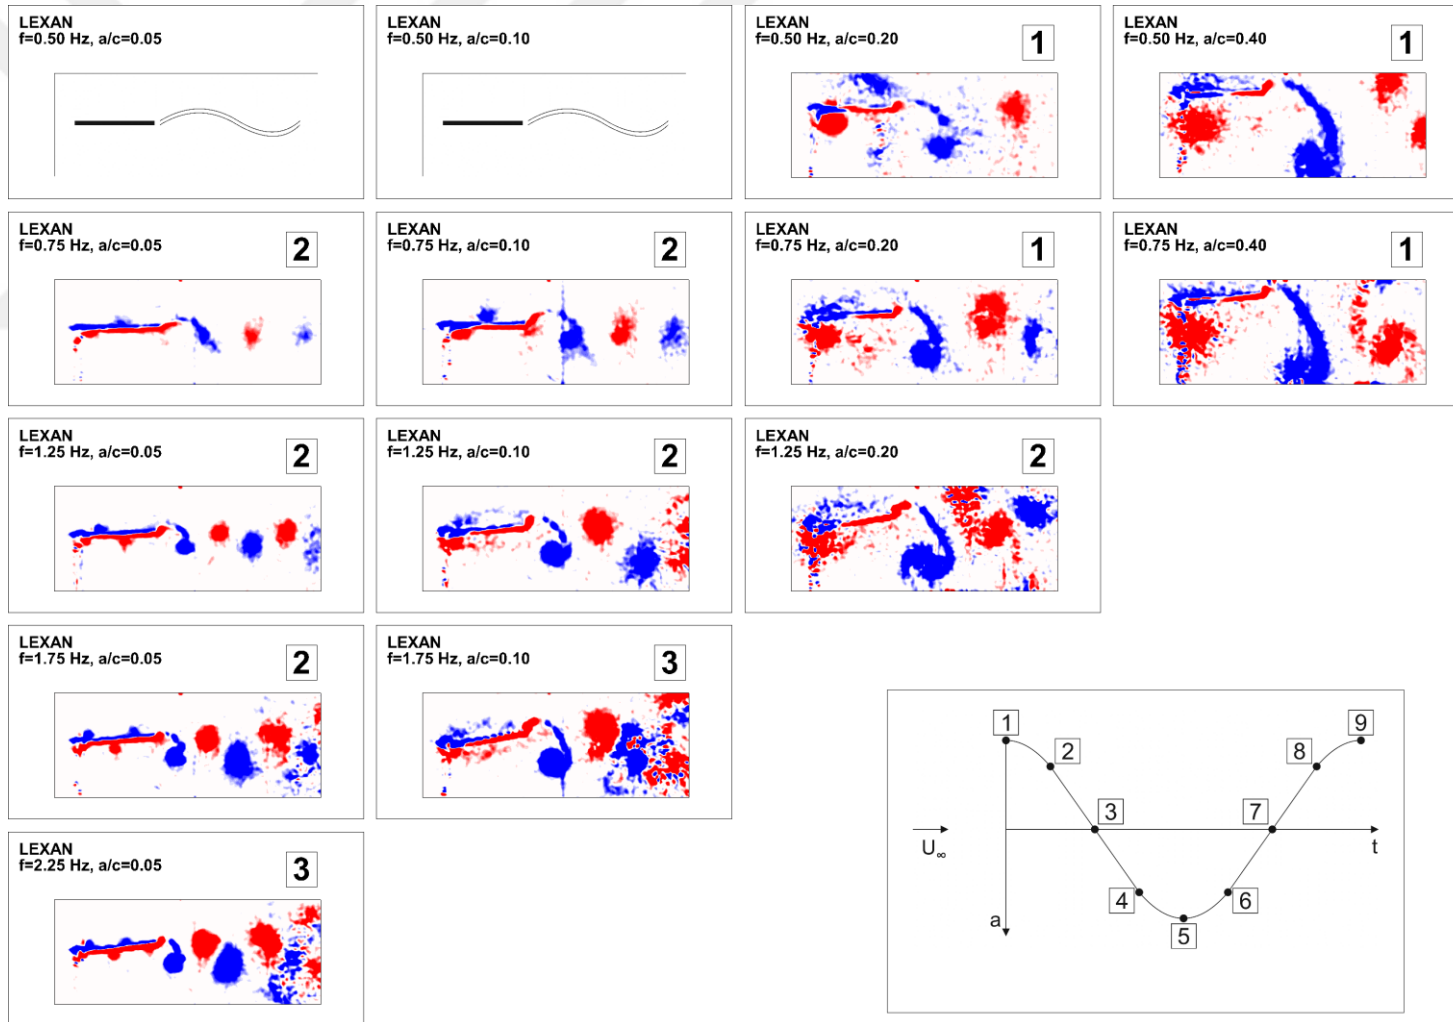 LEXAN
f=0.50 Hz, a/c=0.05
LEXAN
f=0.50 Hz, a/c=0.10
LEXAN
f=0.50 Hz, a/c=0.20
1
LEXAN
f=0.50 Hz, a/c=0.40
1
LEXAN
f=0.75 Hz, a/c=0.05
2
LEXAN
f=0.75 Hz, a/c=0.10
2
LEXAN
f=0.75 Hz, a/c=0.20
1
LEXAN
f=0.75 Hz, a/c=0.40
1
LEXAN
f=1.25 Hz, a/c=0.05
2
LEXAN
f=1.25 Hz, a/c=0.10
2
LEXAN
f=1.25 Hz, a/c=0.20
2
LEXAN
f=1.75 Hz, a/c=0.05
2
LEXAN
f=1.75 Hz, a/c=0.10
3
LEXAN
f=2.25 Hz, a/c=0.05
3
1
2
3
4
5
6
7
8
9
U∞
a
t